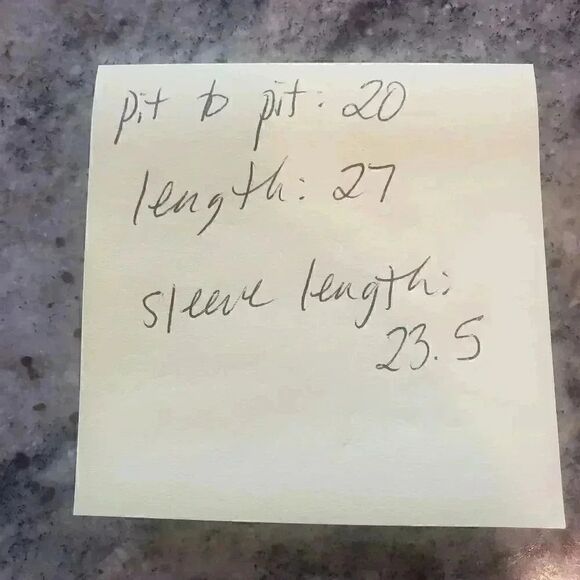 pit to pit: 20
length: 27
sleeve length:
23.5